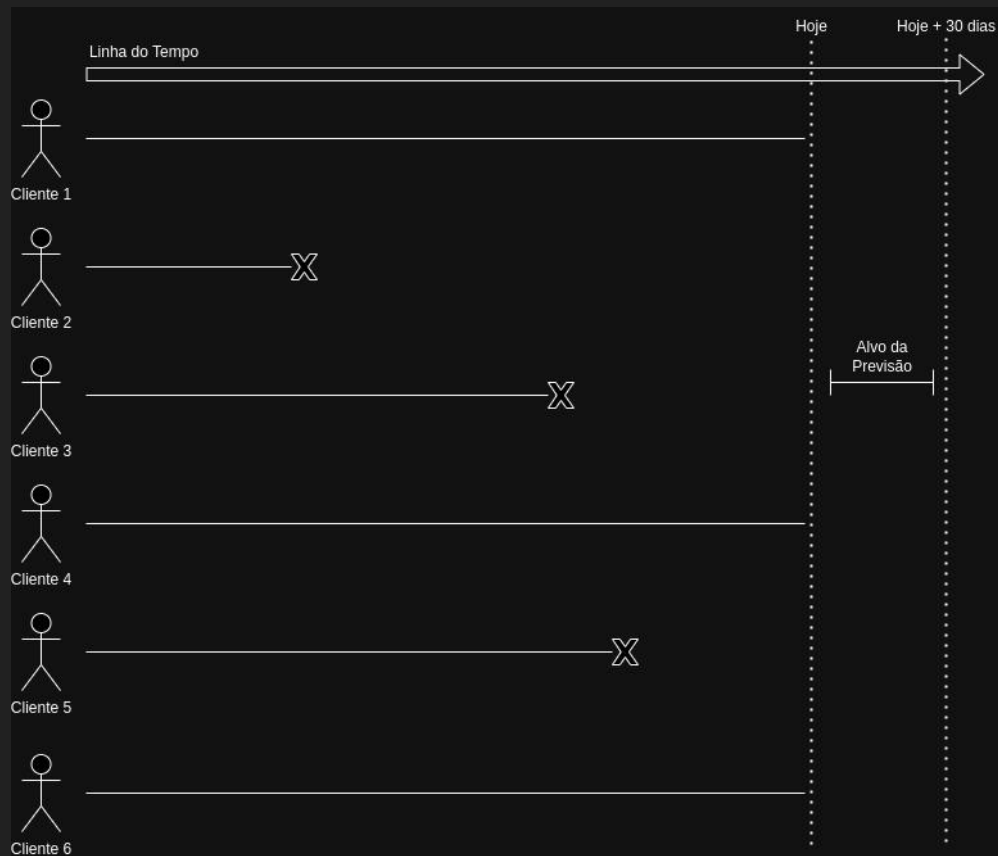 Hoje
Hoje + 30 dias
Linha do Tempo
Cliente 1
X
Cliente 2
Alvo da
Previsão
X
Cliente 3
Cliente 4
X
Cliente 5
Cliente 6